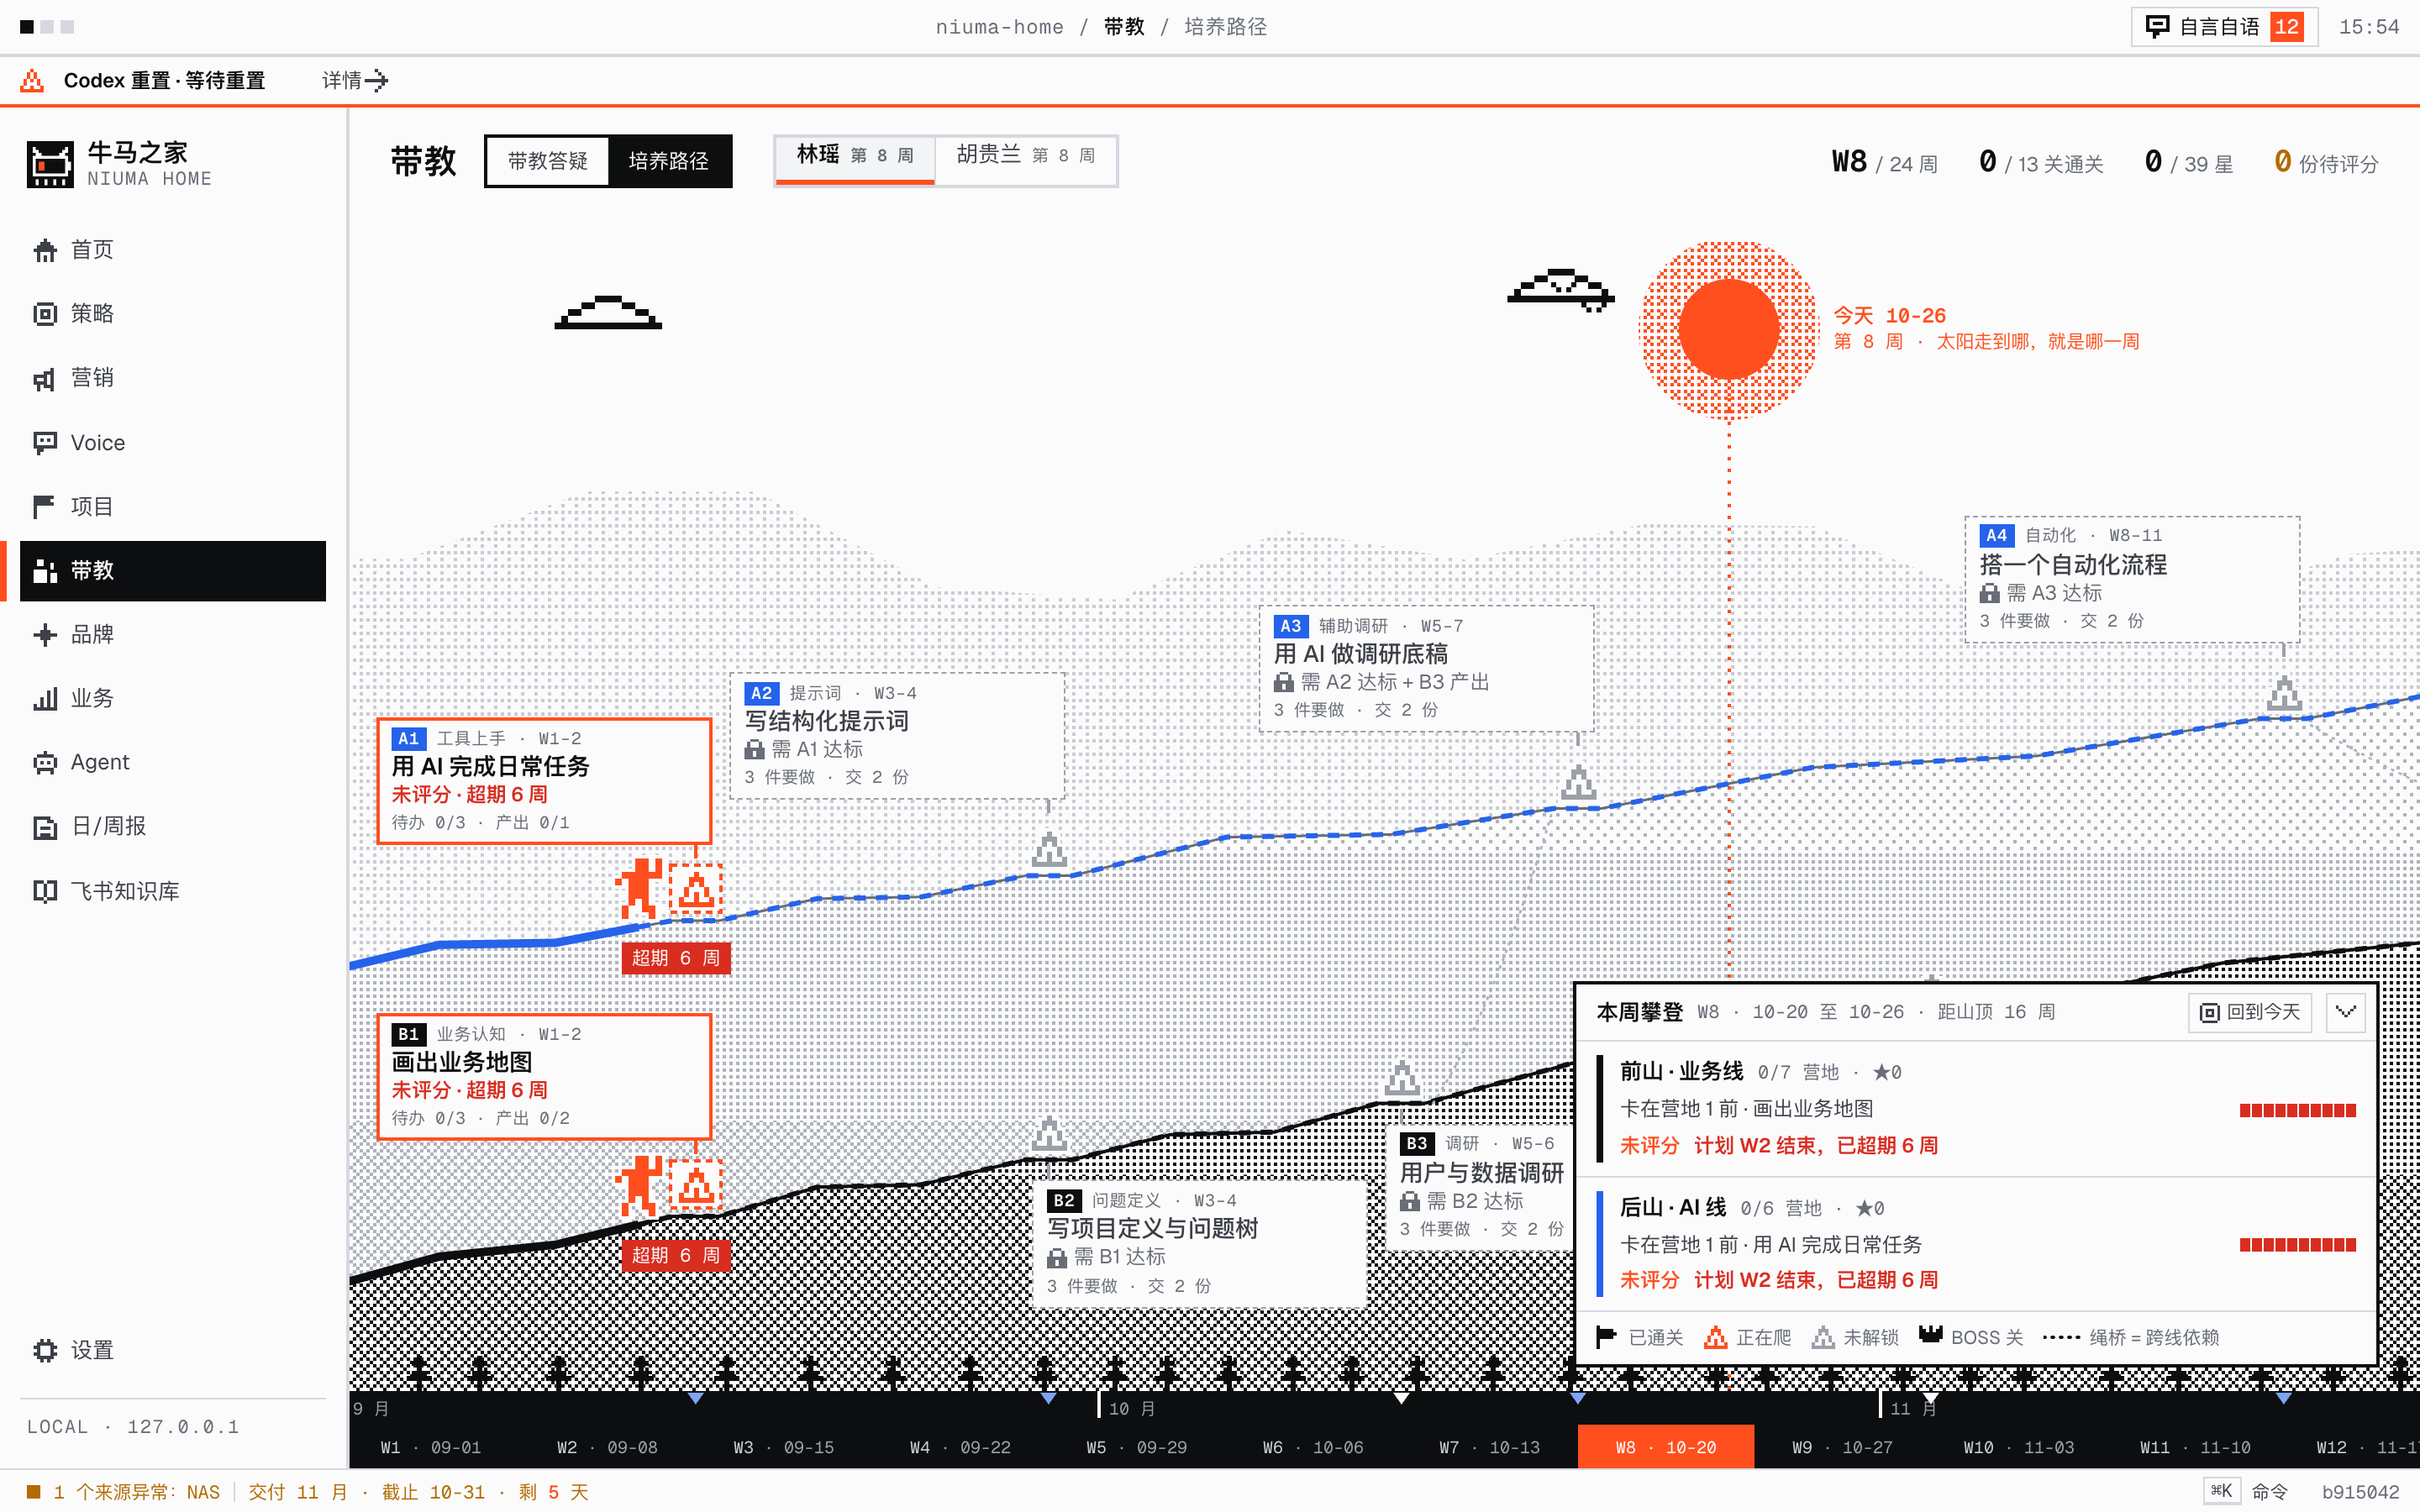 niuma-home / 带教 / 培养路径
自言自语 12
15:54
Codex 重置 · 等待重置 详情
牛马之家
NIUMA HOME
首页
策略
营销
Voice
项目
带教
品牌
业务
Agent
日/周报
飞书知识库
设置
LOCAL · 127.0.0.1
带教
带教答疑 培养路径
林瑶 第 8 周 胡贵兰 第 8 周
W8 / 24 周 0 / 13 关通关 0 / 39 星 0 份待评分
今天 10-26
第 8 周 · 太阳走到哪，就是哪一周
A4 自动化 · W8-11
搭一个自动化流程
需 A3 达标
3 件要做 · 交 2 份
A3 辅助调研 · W5-7
用 AI 做调研底稿
需 A2 达标 + B3 产出
3 件要做 · 交 2 份
A2 提示词 · W3-4
写结构化提示词
需 A1 达标
3 件要做 · 交 2 份
A1 工具上手 · W1-2
用 AI 完成日常任务
未评分 · 超期 6 周
待办 0/3 · 产出 0/1
超期 6 周
B1 业务认知 · W1-2
画出业务地图
未评分 · 超期 6 周
待办 0/3 · 产出 0/2
超期 6 周
B2 问题定义 · W3-4
写项目定义与问题树
需 B1 达标
3 件要做 · 交 2 份
B3 调研 · W5-6
用户与数据调研
需 B2 达标
3 件要做 · 交 2 份
本周攀登 W8 · 10-20 至 10-26 · 距山顶 16 周
回到今天
前山 · 业务线 0/7 营地 · ★0
卡在营地 1 前 · 画出业务地图
未评分 计划 W2 结束，已超期 6 周
后山 · AI 线 0/6 营地 · ★0
卡在营地 1 前 · 用 AI 完成日常任务
未评分 计划 W2 结束，已超期 6 周
已通关 正在爬 未解锁 BOSS 关 绳桥 = 跨线依赖
9 月 10 月 11 月
W1 · 09-01 W2 · 09-08 W3 · 09-15 W4 · 09-22 W5 · 09-29 W6 · 10-06 W7 · 10-13 W8 · 10-20 W9 · 10-27 W10 · 11-03 W11 · 11-10 W12 · 11-1
1 个来源异常: NAS 交付 11 月 · 截止 10-31 · 剩 5 天
⌘K 命令 b915042